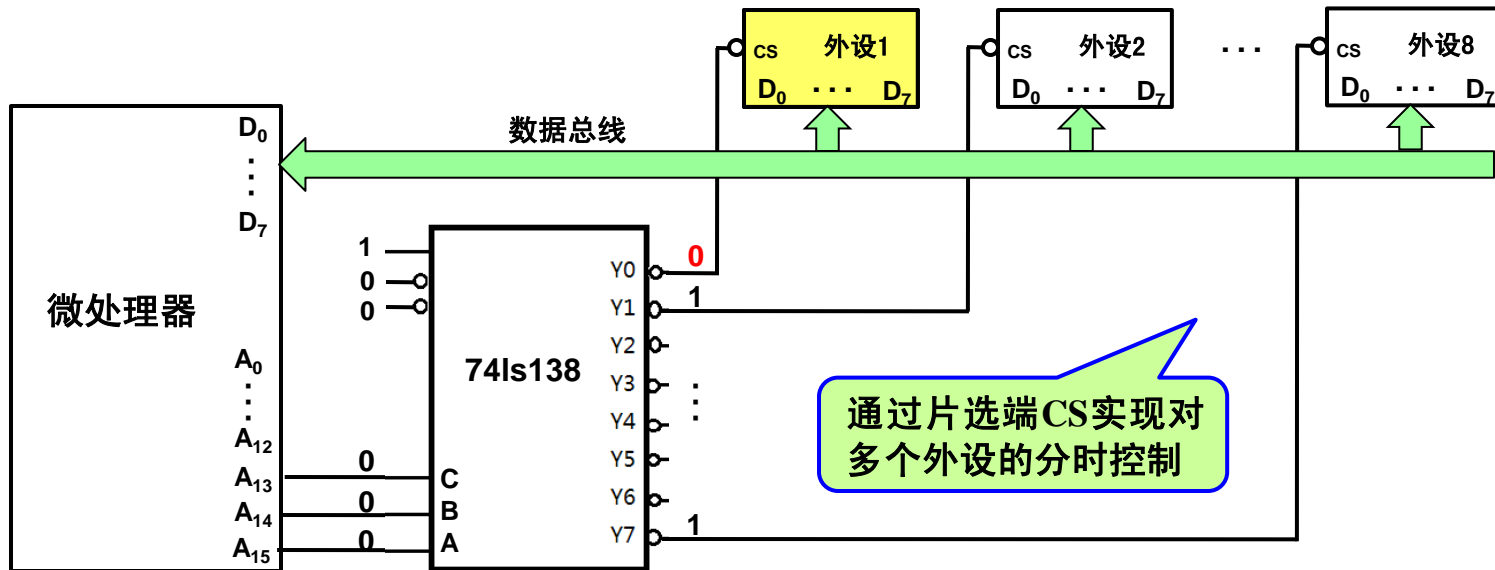 CS 外设1
D0 ··· D7
CS 外设2
D0 ··· D7
···
CS 外设8
D0 ··· D7
数据总线
微处理器
D0
⋮
D7
A0
⋮
A12
A13
A14
A15
1
0
0
0
0
0
74ls138
C
B
A
Y0
Y1
Y2
Y3
Y4
Y5
Y6
Y7
0
1
⋮
1
通过片选端CS实现对
多个外设的分时控制